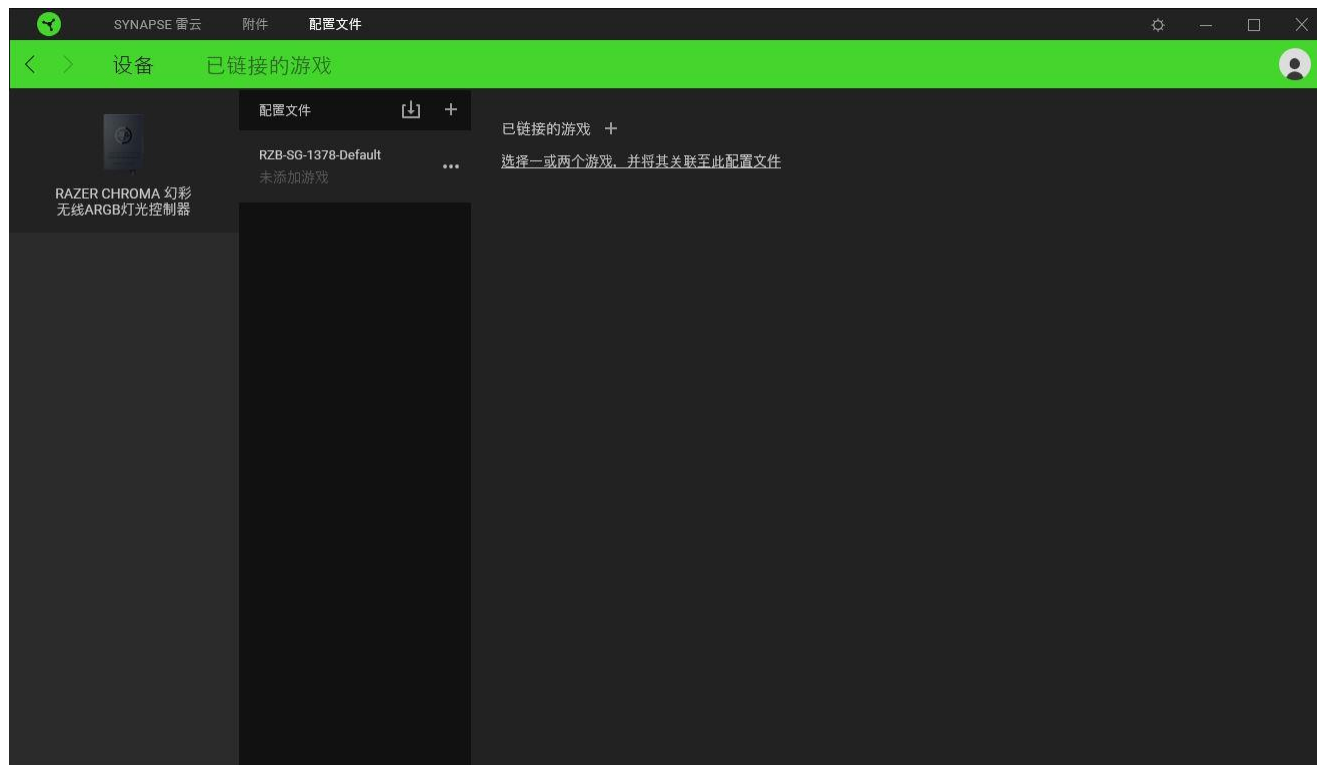 SYNAPSE 雷云 附件 配置文件
设备 已链接的游戏
RAZER CHROMA 幻彩
无线ARGB灯光控制器
配置文件
RZB-SG-1378-Default
未添加游戏
已链接的游戏
选择一或两个游戏，并将其关联至此配置文件